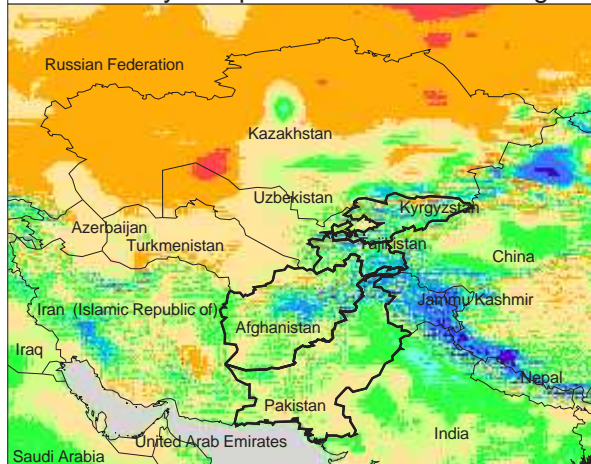 Russian Federation
Kazakhstan
Uzbekistan
Kyrgyzstan
Azerbaijan
Turkmenistan
Tajikistan
China
Iran (Islamic Republic of)
Jammu Kashmir
Afghanistan
Iraq
Nepal
Pakistan
United Arab Emirates
India
Saudi Arabia